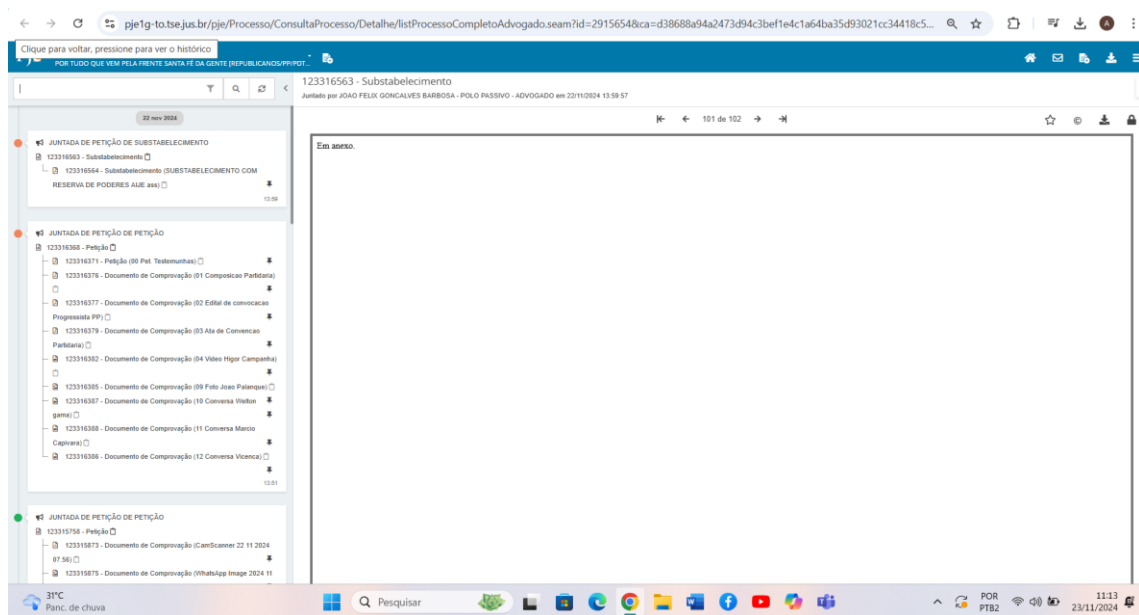 pje1g-to.tse.jus.br/pje/Processo/ConsultaProcesso/Detalhe/listProcessoCompletoAdvogado.seam?id=2915654&ca=d38688a94a2473d94c3bef1e4c1a64ba35d93021cc34418c5...
Clique para voltar, pressione para ver o histórico
POR TUDO QUE VEM PELA FRENTE SANTA FÉ DA GENTE [REPUBLICANOS/PP/PDT...
123316563 - Substabelecimento
Juntado por JOAO FELIX GONCALVES BARBOSA - POLO PASSIVO - ADVOGADO em 22/11/2024 13:59:57
22 nov 2024
101 de 102
JUNTADA DE PETIÇÃO DE SUBSTABELECIMENTO
123316563 - Substabelecimento
123316564 - Substabelecimento (SUBSTABELECIMENTO COM
RESERVA DE PODERES AIJE ass)
13:59
Em anexo.
JUNTADA DE PETIÇÃO DE PETIÇÃO
123316368 - Petição
123316371 - Petição (00 Pet. Testemunhas)
123316376 - Documento de Comprovação (01 Composicao Partidaria)
123316377 - Documento de Comprovação (02 Edital de convocacao
Progressista PP)
123316379 - Documento de Comprovação (03 Ata de Convencao
Partidaria)
123316382 - Documento de Comprovação (04 Video Higor Campanha)
123316385 - Documento de Comprovação (09 Foto Joao Palanque)
123316387 - Documento de Comprovação (10 Conversa Welton
gama)
123316388 - Documento de Comprovação (11 Conversa Marcio
Capivara)
123316386 - Documento de Comprovação (12 Conversa Vicenca)
13:51
JUNTADA DE PETIÇÃO DE PETIÇÃO
123315758 - Petição
123315873 - Documento de Comprovação (CamScanner 22 11 2024
07.56)
123315875 - Documento de Comprovação (WhatsApp Image 2024 11
31°C
Panc. de chuva
Pesquisar
POR
PTB2
11:13
23/11/2024